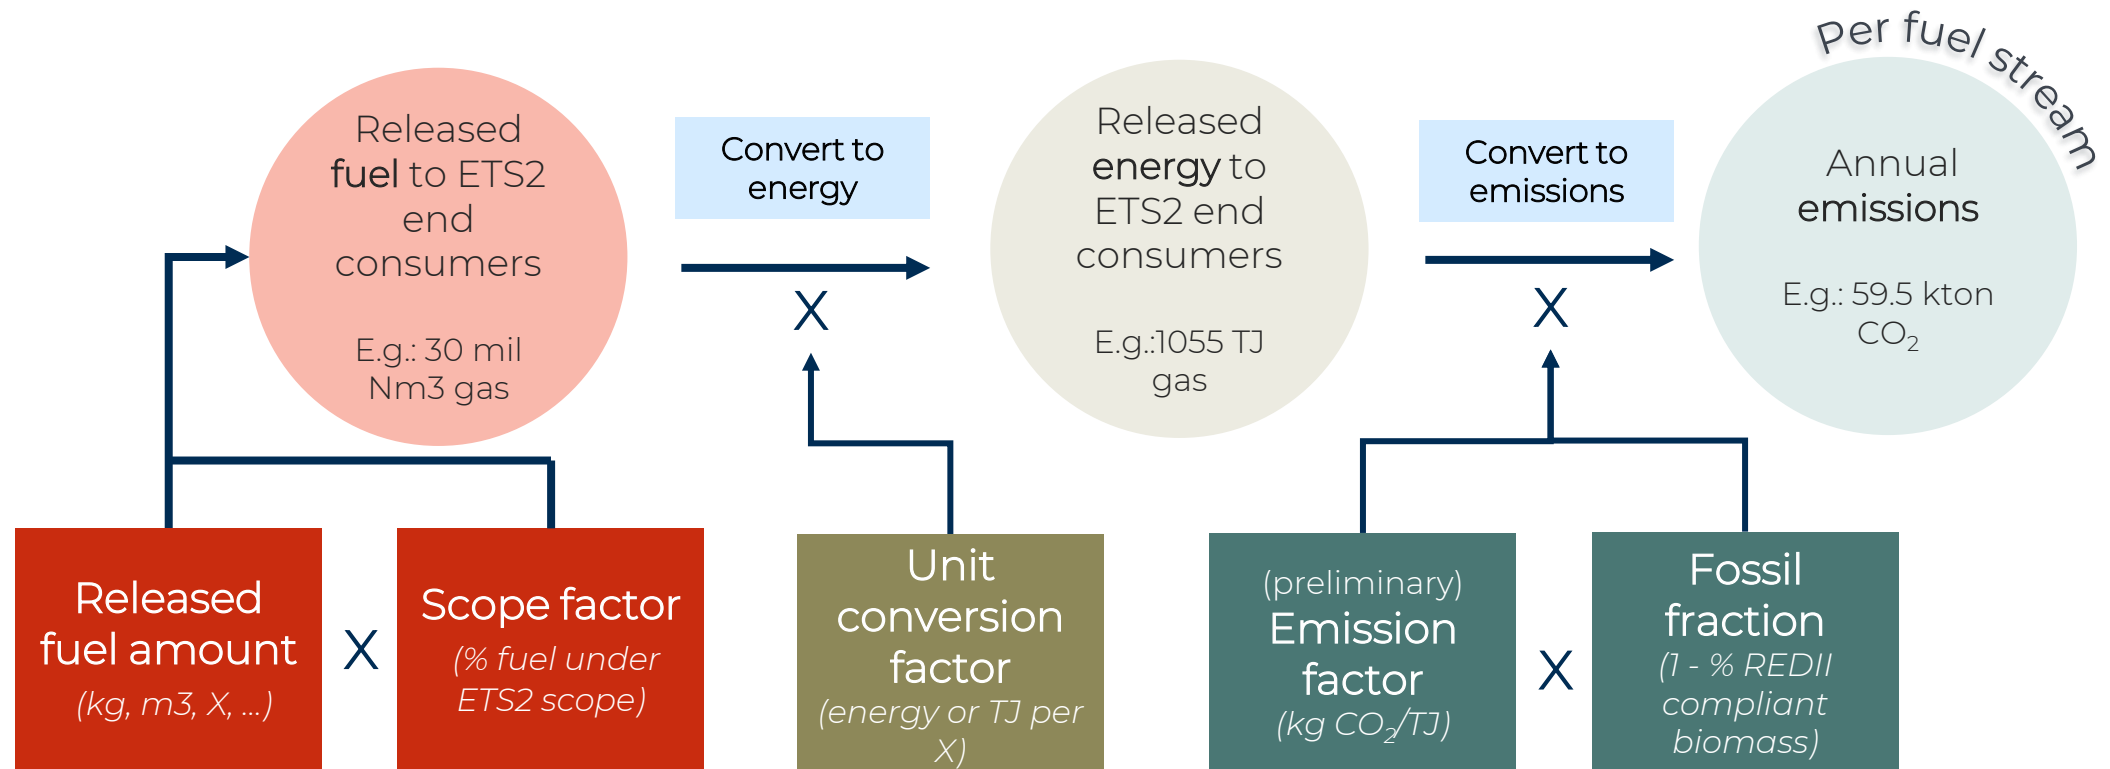 Per fuel stream
Released
fuel to ETS2
end
consumers
E.g.: 30 mil
Nm3 gas
Convert to
energy
X
Released
energy to
ETS2 end
consumers
E.g.:1055 TJ
gas
Convert to
emissions
X
Annual
emissions
E.g.: 59.5 kton
CO₂
Released
fuel amount
(kg, m3, X, ...)
X
Scope factor
(% fuel under
ETS2 scope)
Unit
conversion
factor
(energy or TJ per
X)
(preliminary)
Emission
factor
(kg CO₂/TJ)
X
Fossil
fraction
(1 - % REDII
compliant
biomass)